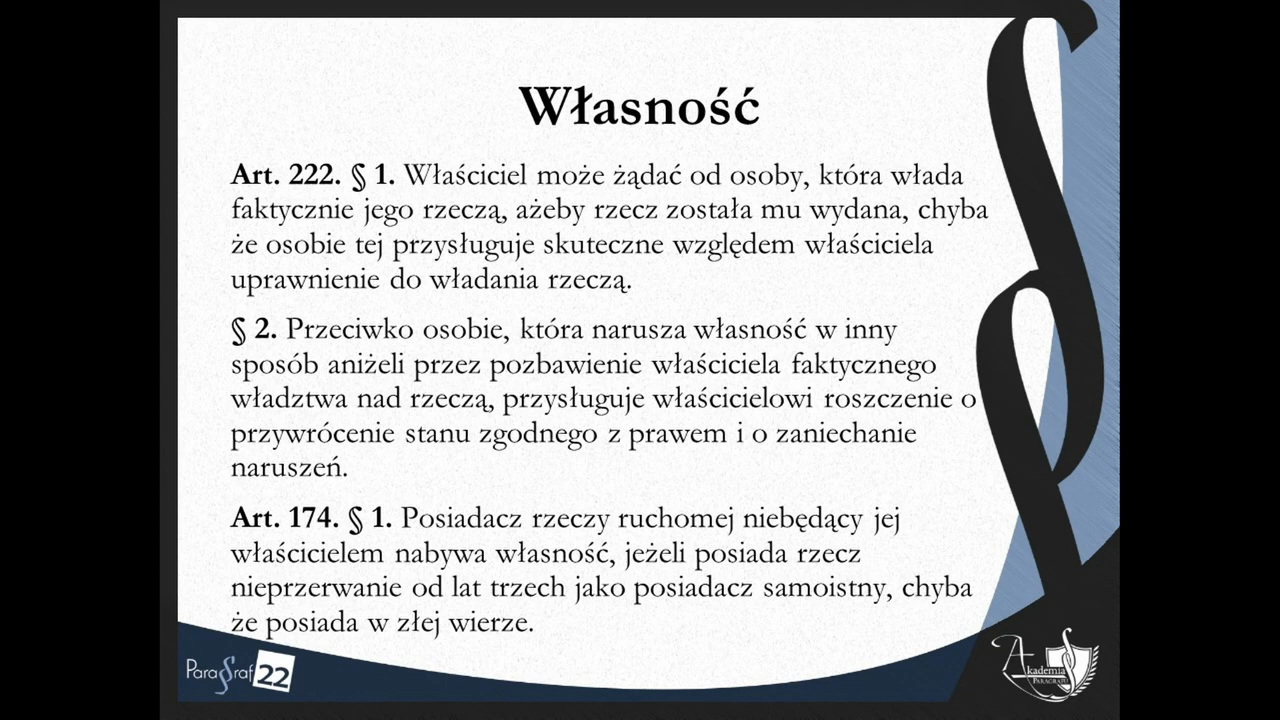 Własność
Art. 222. § 1. Właściciel może żądać od osoby, która włada
faktycznie jego rzeczą, ażeby rzecz została mu wydana, chyba
że osobie tej przysługuje skuteczne względem właściciela
uprawnienie do władania rzeczą.
§ 2. Przeciwko osobie, która narusza własność w inny
sposób aniżeli przez pozbawienie właściciela faktycznego
władztwa nad rzeczą, przysługuje właścicielowi roszczenie o
przywrócenie stanu zgodnego z prawem i o zaniechanie
naruszeń.
Art. 174. § 1. Posiadacz rzeczy ruchomej niebędący jej
właścicielem nabywa własność, jeżeli posiada rzecz
nieprzerwanie od lat trzech jako posiadacz samoistny, chyba
że posiada w złej wierze.
Para§raf 22
Akademia
PARAGRAFU